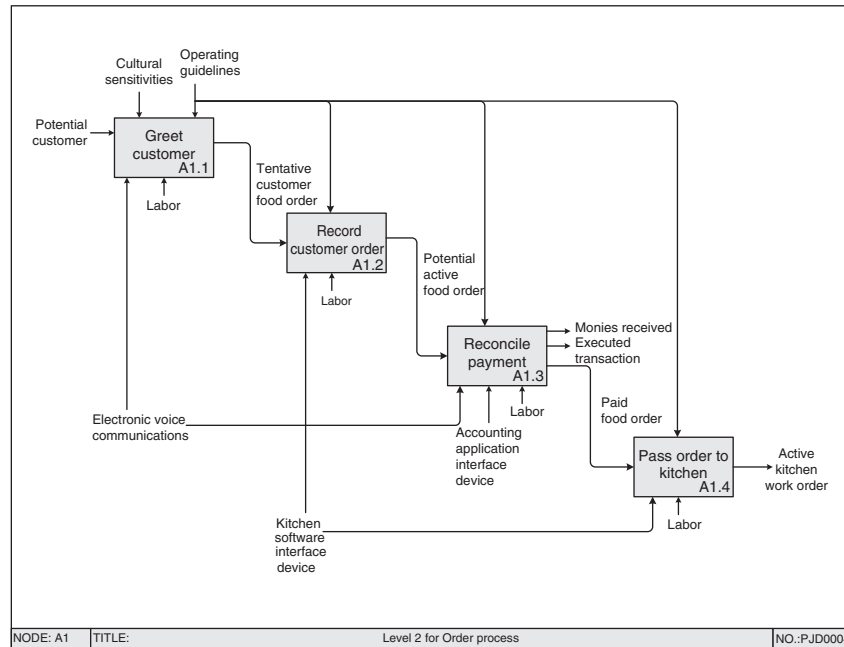 Cultural
sensitivities
Operating
guidelines
Potential
customer
Greet
customer
A1.1
Labor
Tentative
customer
food order
Record
customer order
A1.2
Labor
Potential
active
food order
Reconcile
payment
A1.3
Monies received
Executed
transaction
Labor
Paid
food order
Electronic voice
communications
Accounting
application
interface
device
Pass order to
kitchen
A1.4
Active
kitchen
work order
Labor
Kitchen
software
interface
device
NODE: A1 TITLE: Level 2 for Order process NO.:PJD000